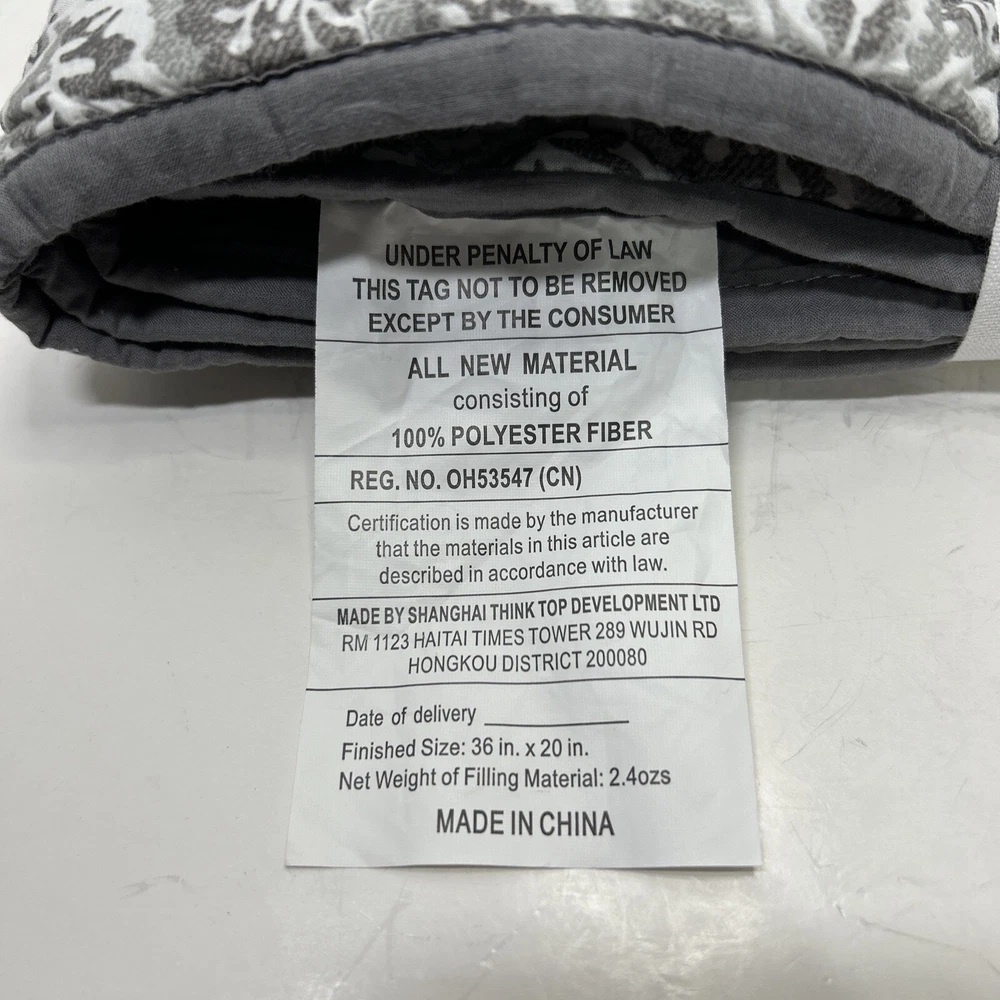 UNDER PENALTY OF LAW
THIS TAG NOT TO BE REMOVED
EXCEPT BY THE CONSUMER
ALL NEW MATERIAL
consisting of
100% POLYESTER FIBER
REG. NO. OH53547 (CN)
Certification is made by the manufacturer
that the materials in this article are
described in accordance with law.
MADE BY SHANGHAI THINK TOP DEVELOPMENT LTD
RM 1123 HAITAI TIMES TOWER 289 WUJIN RD
HONGKOU DISTRICT 200080
Date of delivery ____________
Finished Size: 36 in. x 20 in.
Net Weight of Filling Material: 2.4ozs
MADE IN CHINA